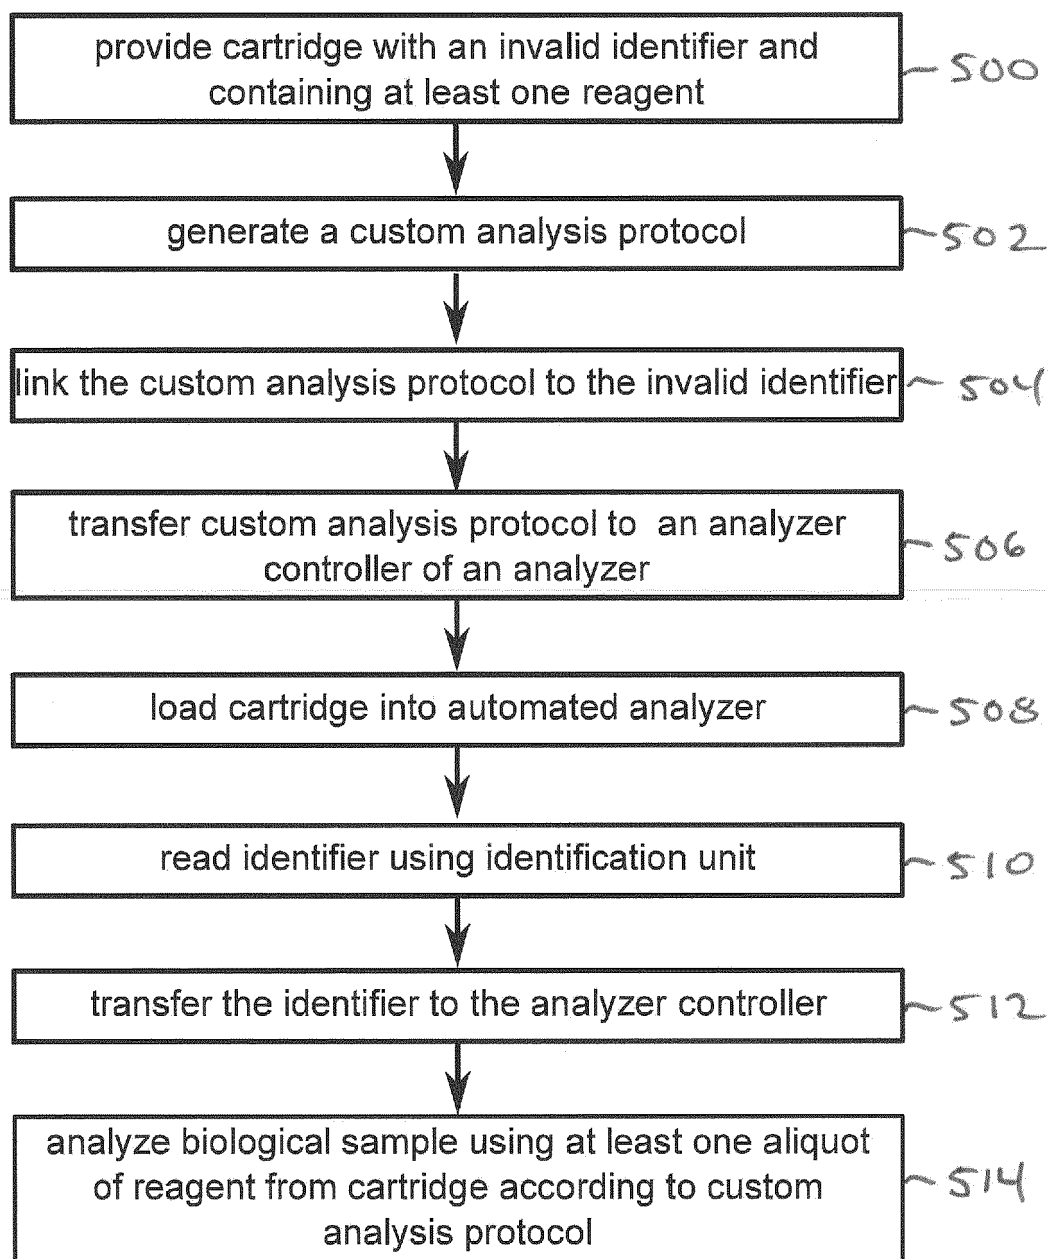 provide cartridge with an invalid identifier and
containing at least one reagent
500
generate a custom analysis protocol
502
link the custom analysis protocol to the invalid identifier
504
transfer custom analysis protocol to an analyzer
controller of an analyzer
506
load cartridge into automated analyzer
508
read identifier using identification unit
510
transfer the identifier to the analyzer controller
512
analyze biological sample using at least one aliquot
of reagent from cartridge according to custom
analysis protocol
514